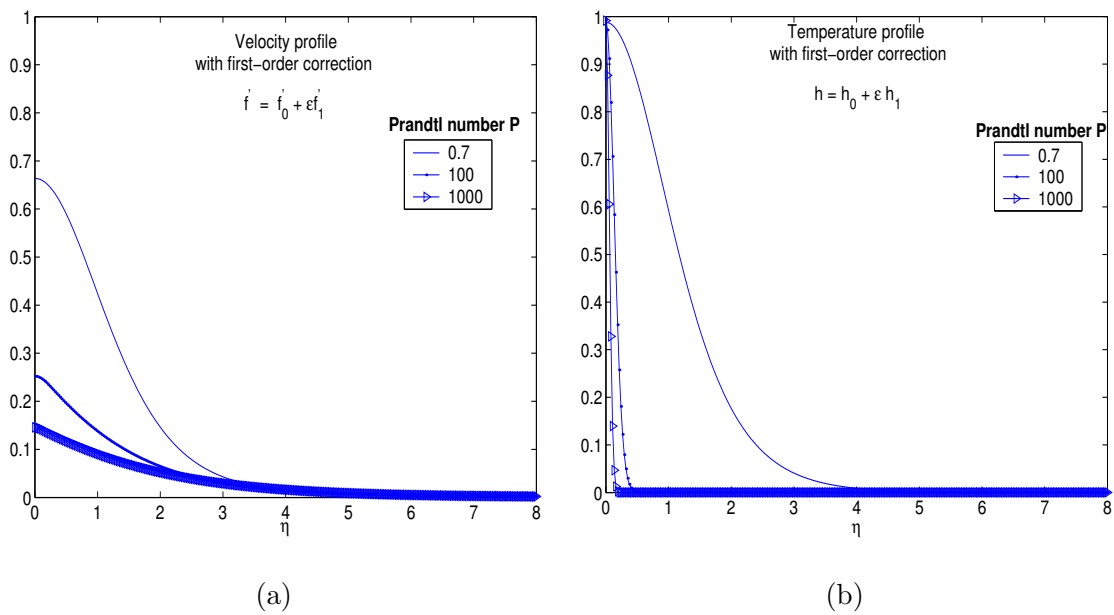 Velocity profile
with first−order correction
f' = f'0 + εf'1
Prandtl number P
0.7
100
1000
1
0.9
0.8
0.7
0.6
0.5
0.4
0.3
0.2
0.1
0
0 1 2 3 4 5 6 7 8
η
(a)
Temperature profile
with first−order correction
h = h0 + ε h1
Prandtl number P
0.7
100
1000
1
0.9
0.8
0.7
0.6
0.5
0.4
0.3
0.2
0.1
0
0 1 2 3 4 5 6 7 8
η
(b)